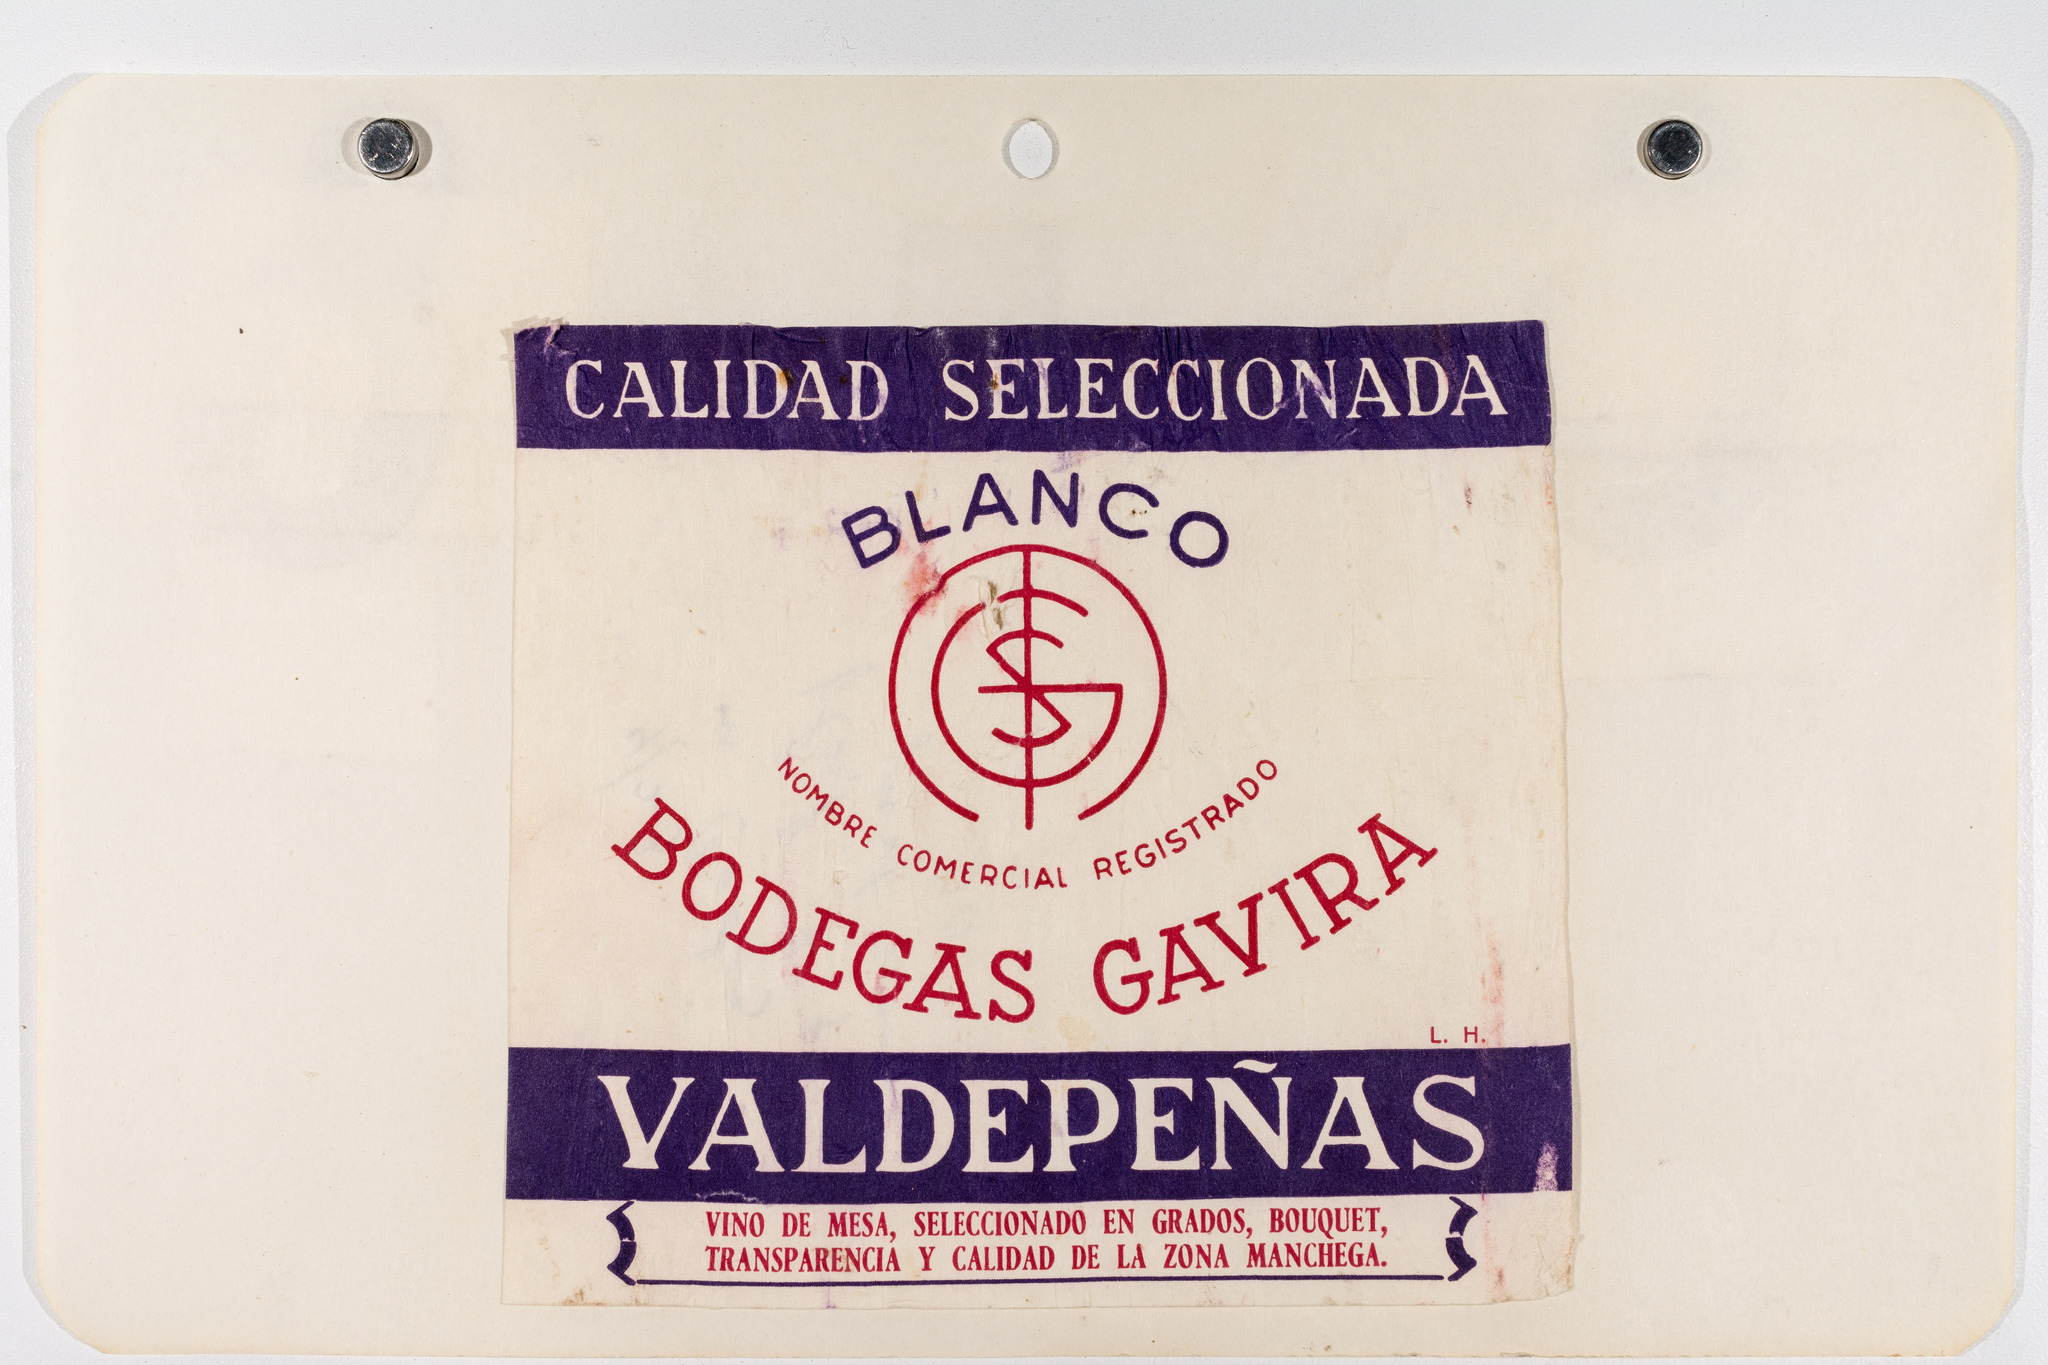 CALIDAD SELECCIONADA
BLANCO
NOMBRE COMERCIAL REGISTRADO
BODEGAS GAVIRA
L. H.
VALDEPEÑAS
VINO DE MESA, SELECCIONADO EN GRADOS, BOUQUET,
TRANSPARENCIA Y CALIDAD DE LA ZONA MANCHEGA.